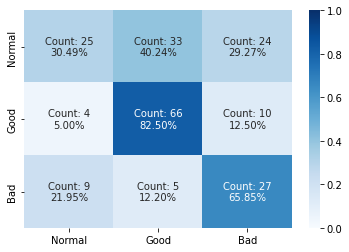 Normal
Count: 25
30.49%
Count: 33
40.24%
Count: 24
29.27%
Good
Count: 4
5.00%
Count: 66
82.50%
Count: 10
12.50%
Bad
Count: 9
21.95%
Count: 5
12.20%
Count: 27
65.85%
Normal
Good
Bad
1.0
0.8
0.6
0.4
0.2
0.0